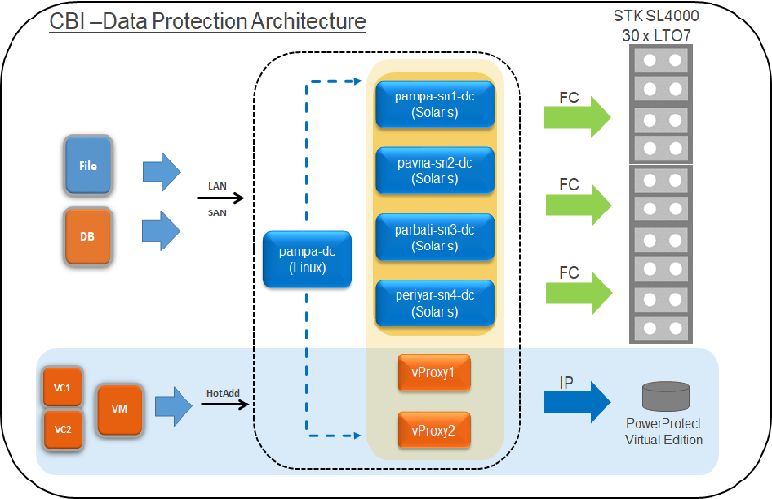 CBI –Data Protection Architecture
STK SL4000
30 x LTO7
pampa-sn1-dc
(Solaris)
FC
File
pavna-sn2-dc
(Solaris)
LAN
SAN
FC
DB
parbati-sn3-dc
(Solaris)
pampa-dc
(Linux)
periyar-sn4-dc
(Solaris)
FC
VC1
VC2
VM
HotAdd
vProxy1
IP
vProxy2
PowerProtect
Virtual Edition